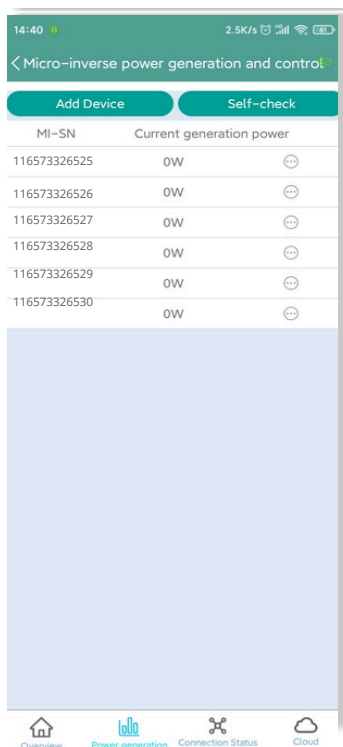 14:40 2.5K/s
Micro-inverse power generation and control
Add Device Self-check
MI-SN Current generation power
116573326525 0W
116573326526 0W
116573326527 0W
116573326528 0W
116573326529 0W
116573326530 0W
Overview Power generation Connection Status Cloud